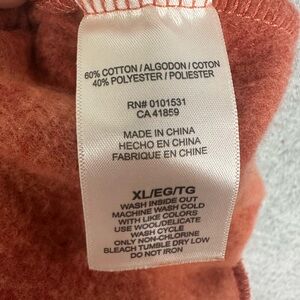 60% COTTON / ALGODON / COTON
40% POLYESTER / POLIESTER
RN# 0101531
CA 41859
MADE IN CHINA
HECHO EN CHINA
FABRIQUE EN CHINE
XL/EG/TG
WASH INSIDE OUT
MACHINE WASH COLD
WITH LIKE COLORS
USE WOOL/DELICATE
WASH CYCLE
ONLY NON-CHLORINE
BLEACH TUMBLE DRY LOW
DO NOT IRON